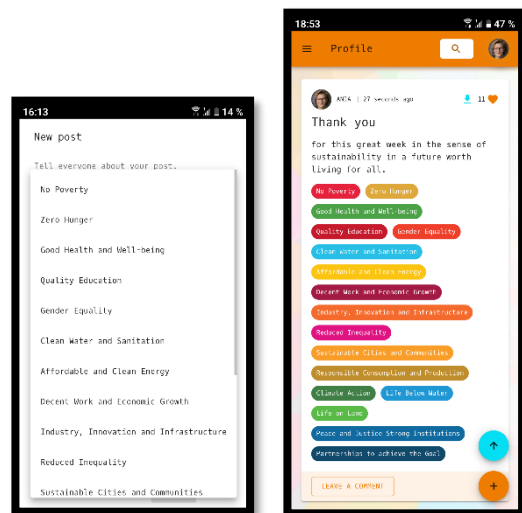 16:13
14 %
New post
Tell everyone about your post.
No Poverty
Zero Hunger
Good Health and Well-being
Quality Education
Gender Equality
Clean Water and Sanitation
Affordable and Clean Energy
Decent Work and Economic Growth
Industry, Innovation and Infrastructure
Reduced Inequality
Sustainable Cities and Communities
18:53
47 %
Profile
ANJA | 27 seconds ago
11
Thank you
for this great week in the sense of
sustainability in a future worth
living for all.
No Poverty Zero Hunger
Good Health and Well-being
Quality Education Gender Equality
Clean Water and Sanitation
Affordable and Clean Energy
Decent Work and Economic Growth
Industry, Innovation and Infrastructure
Reduced Inequality
Sustainable Cities and Communities
Responsible Consumption and Production
Climate Action Life Below Water
Life on Land
Peace and Justice Strong Institutions
Partnerships to achieve the Goal
LEAVE A COMMENT